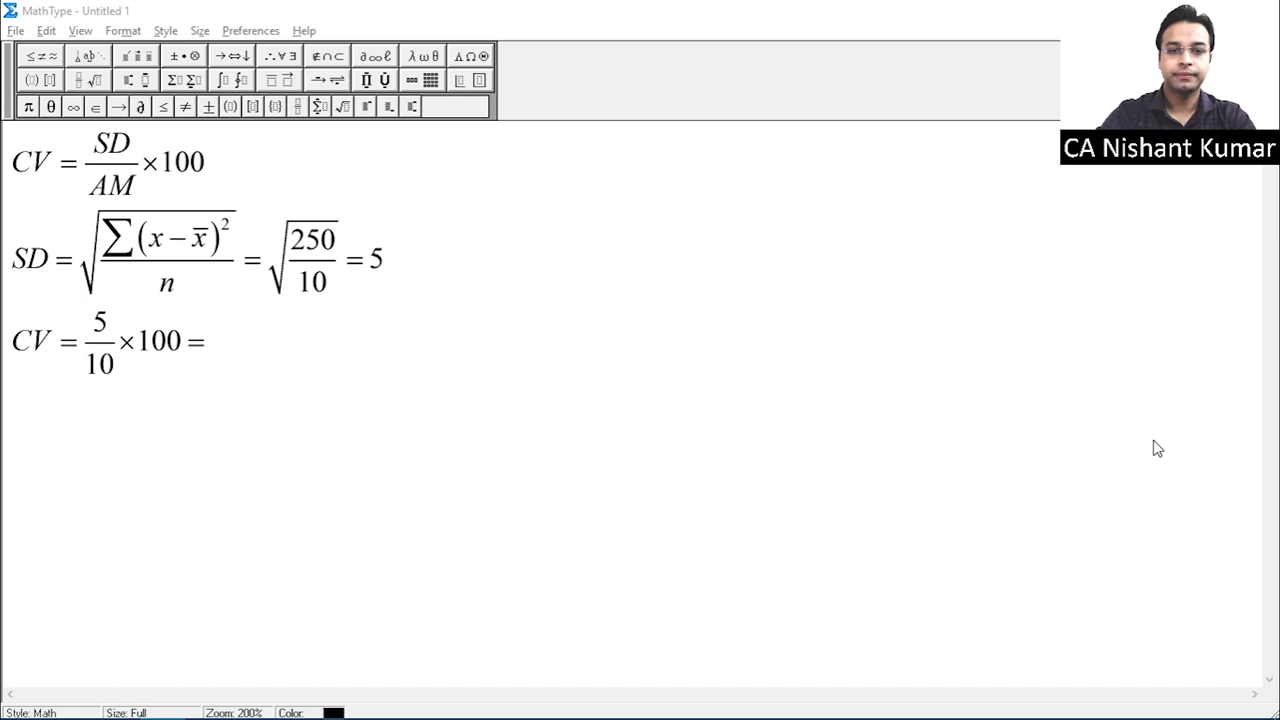 MathType - Untitled 1
File Edit View Format Style Size Preferences Help
CA Nishant Kumar
CV = SD/AM ×100
SD = √(∑(x − x̄)²/n) = √(250/10) = 5
CV = 5/10 ×100 =
Style: Math Size: Full Zoom: 200% Color: